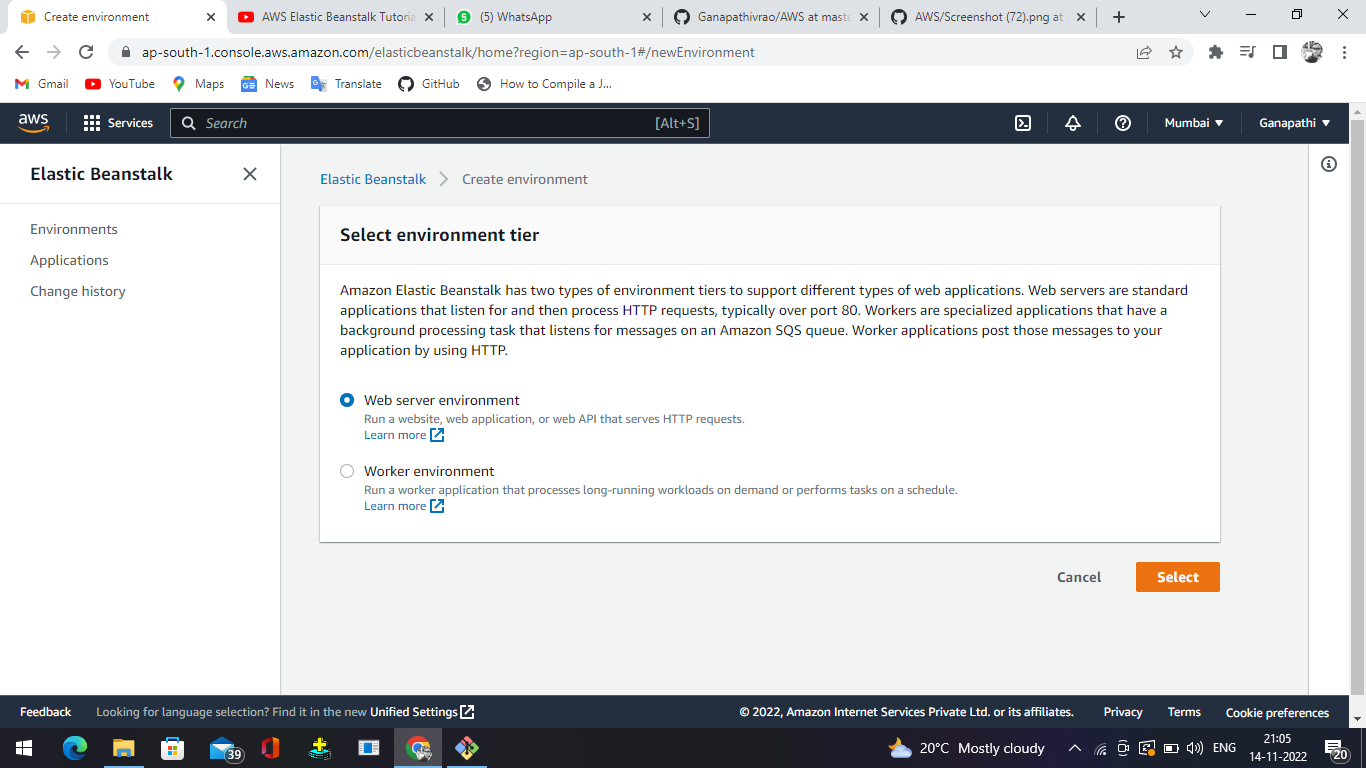 Create environment
AWS Elastic Beanstalk Tutoria
(5) WhatsApp
Ganapathivrao/AWS at maste
AWS/Screenshot (72).png at
ap-south-1.console.aws.amazon.com/elasticbeanstalk/home?region=ap-south-1#/newEnvironment
Gmail
YouTube
Maps
News
Translate
GitHub
How to Compile a J...
aws
Services
Search
[Alt+S]
Mumbai
Ganapathi
Elastic Beanstalk
Environments
Applications
Change history
Elastic Beanstalk
Create environment
Select environment tier
Amazon Elastic Beanstalk has two types of environment tiers to support different types of web applications. Web servers are standard
applications that listen for and then process HTTP requests, typically over port 80. Workers are specialized applications that have a
background processing task that listens for messages on an Amazon SQS queue. Worker applications post those messages to your
application by using HTTP.
Web server environment
Run a website, web application, or web API that serves HTTP requests.
Learn more
Worker environment
Run a worker application that processes long-running workloads on demand or performs tasks on a schedule.
Learn more
Cancel
Select
Feedback
Looking for language selection? Find it in the new Unified Settings
© 2022, Amazon Internet Services Private Ltd. or its affiliates.
Privacy
Terms
Cookie preferences
39
20°C Mostly cloudy
ENG
21:05
14-11-2022
20